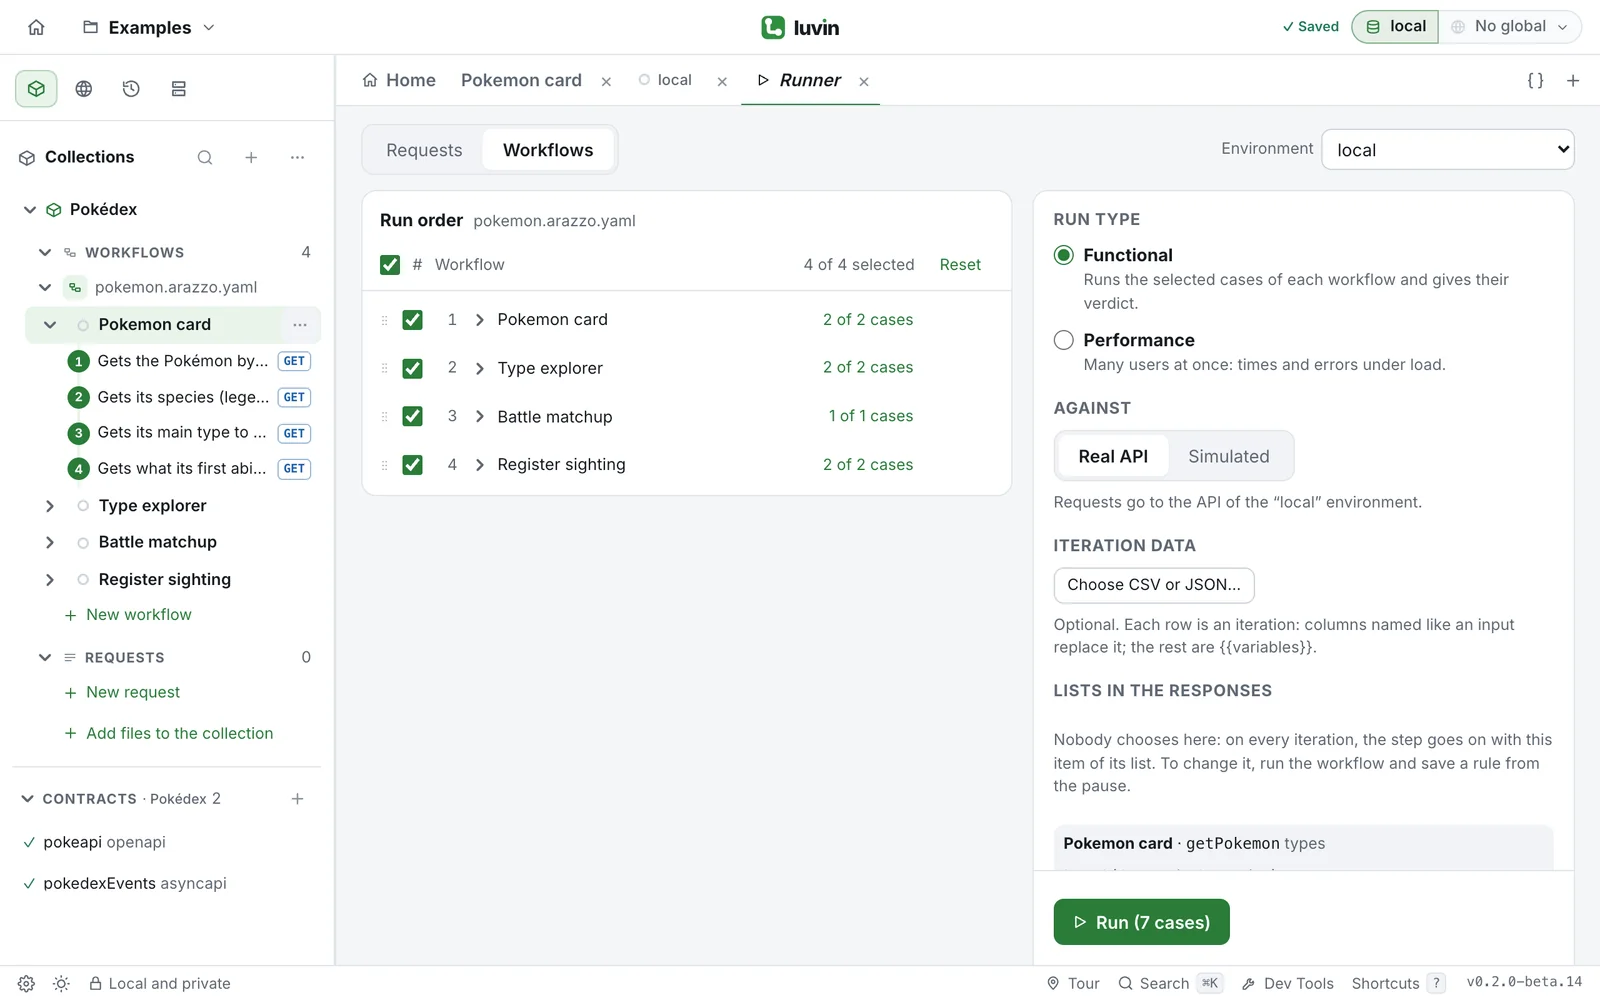 Examples
luvin
Saved
local
No global
Home
Pokemon card
local
Runner
{}
Collections
Pokédex
WORKFLOWS 4
pokemon.arazzo.yaml
Pokemon card
1 Gets the Pokémon by... GET
2 Gets its species (lege... GET
3 Gets its main type to ... GET
4 Gets what its first abi... GET
Type explorer
Battle matchup
Register sighting
+ New workflow
REQUESTS 0
+ New request
+ Add files to the collection
CONTRACTS · Pokédex 2
pokeapi openapi
pokedexEvents asyncapi
Requests
Workflows
Environment local
Run order pokemon.arazzo.yaml
# Workflow 4 of 4 selected Reset
1 Pokemon card 2 of 2 cases
2 Type explorer 2 of 2 cases
3 Battle matchup 1 of 1 cases
4 Register sighting 2 of 2 cases
RUN TYPE
Functional
Runs the selected cases of each workflow and gives their
verdict.
Performance
Many users at once: times and errors under load.
AGAINST
Real API
Simulated
Requests go to the API of the “local” environment.
ITERATION DATA
Choose CSV or JSON...
Optional. Each row is an iteration: columns named like an input
replace it; the rest are {{variables}}.
LISTS IN THE RESPONSES
Nobody chooses here: on every iteration, the step goes on with this
item of its list. To change it, run the workflow and save a rule from
the pause.
Pokemon card · getPokemon types
Run (7 cases)
Local and private
Tour
Search ⌘K
Dev Tools
Shortcuts ?
v0.2.0-beta.14